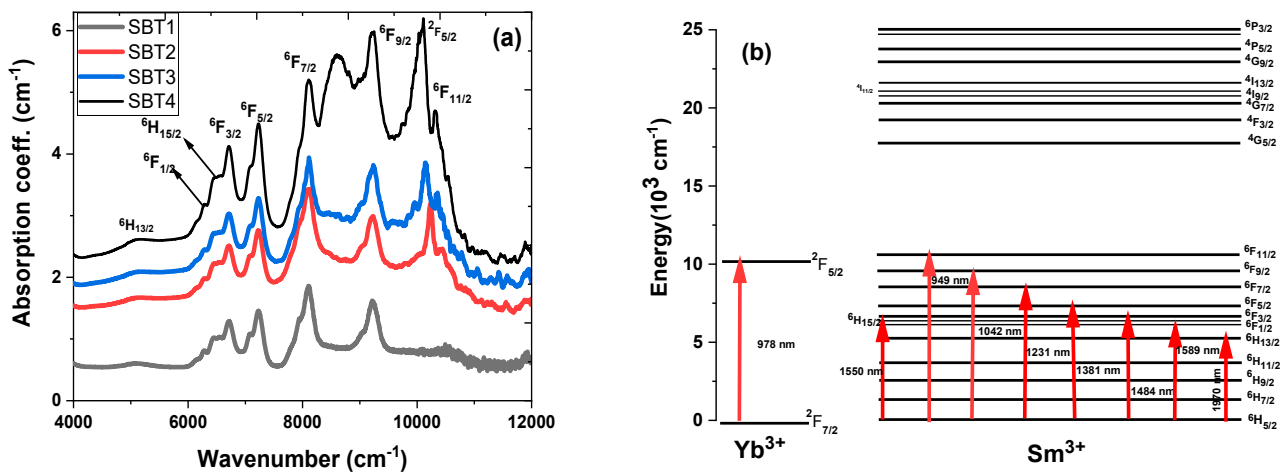 SBT1
SBT2
SBT3
SBT4
(a)
⁶H₁₃/₂
⁶F₁/₂
⁶H₁₅/₂
⁶F₃/₂
⁶F₅/₂
⁶F₇/₂
⁶F₉/₂
²F₅/₂
⁶F₁₁/₂
6
4
2
0
Absorption coeff. (cm⁻¹)
4000 6000 8000 10000 12000
Wavenumber (cm⁻¹)
(b)
25
20
15
10
5
0
Energy (10³ cm⁻¹)
²F₅/₂
978 nm
²F₇/₂
Yb³⁺
⁶P₃/₂
⁴P₅/₂
⁴G₉/₂
⁴I₁₃/₂
⁴I₁₁/₂
⁴I₉/₂
⁴G₇/₂
⁴F₃/₂
⁴G₅/₂
⁶F₁₁/₂
⁶F₉/₂
⁶F₇/₂
⁶F₅/₂
⁶F₃/₂
⁶H₁₅/₂
⁶F₁/₂
⁶H₁₃/₂
⁶H₁₁/₂
⁶H₉/₂
⁶H₇/₂
⁶H₅/₂
1550 nm
949 nm
1042 nm
1231 nm
1381 nm
1484 nm
1589 nm
1970 nm
Sm³⁺